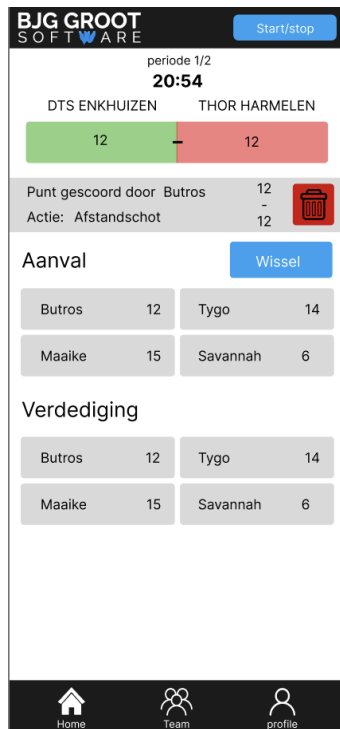 BJG GROOT
SOFTWARE
Start/stop
periode 1/2
20:54
DTS ENKHUIZEN THOR HARMELEN
12 - 12
Punt gescoord door Butros
Actie: Afstandschot
12
-
12
Aanval
Wissel
Butros 12 Tygo 14
Maaike 15 Savannah 6
Verdediging
Butros 12 Tygo 14
Maaike 15 Savannah 6
Home Team profile